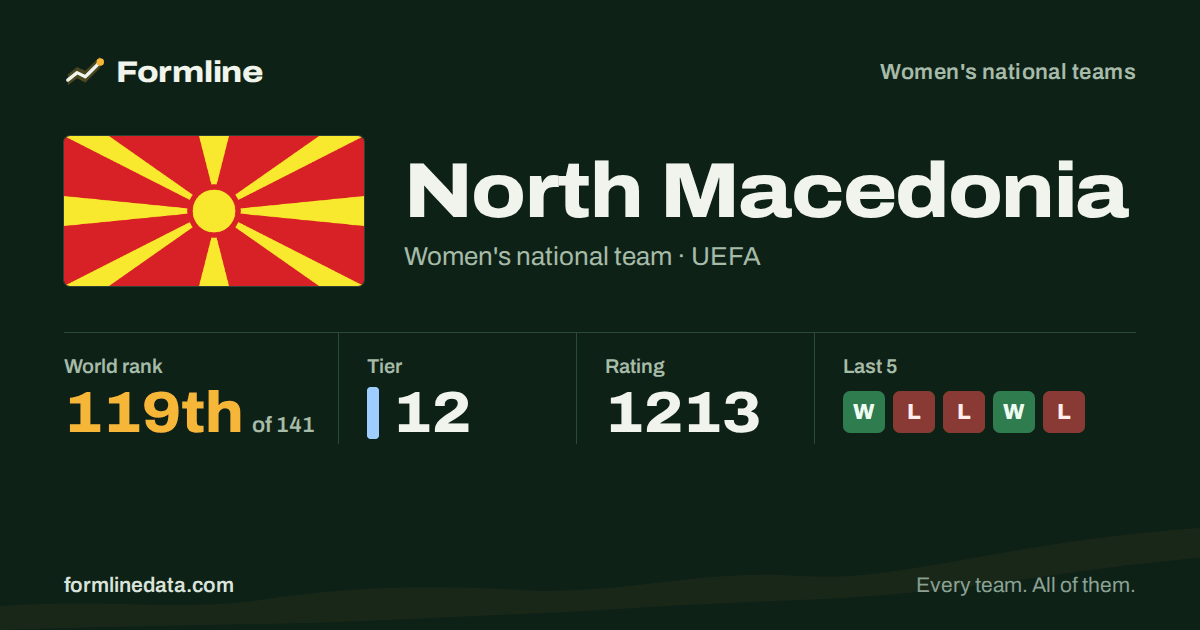 Formline
Women's national teams
North Macedonia
Women's national team · UEFA
World rank
119th of 141
Tier
12
Rating
1213
Last 5
W L L W L
formlinedata.com
Every team. All of them.